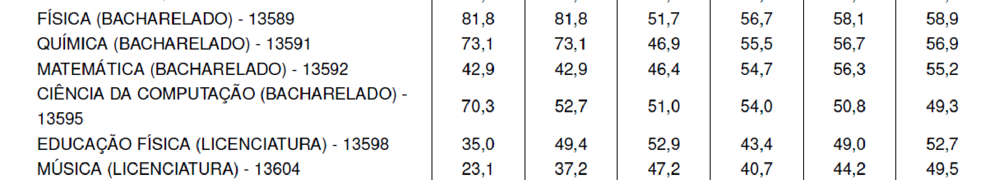 FÍSICA (BACHARELADO) - 13589 81,8 81,8 51,7 56,7 58,1 58,9
QUÍMICA (BACHARELADO) - 13591 73,1 73,1 46,9 55,5 56,7 56,9
MATEMÁTICA (BACHARELADO) - 13592 42,9 42,9 46,4 54,7 56,3 55,2
CIÊNCIA DA COMPUTAÇÃO (BACHARELADO) -
13595 70,3 52,7 51,0 54,0 50,8 49,3
EDUCAÇÃO FÍSICA (LICENCIATURA) - 13598 35,0 49,4 52,9 43,4 49,0 52,7
MÚSICA (LICENCIATURA) - 13604 23,1 37,2 47,2 40,7 44,2 49,5